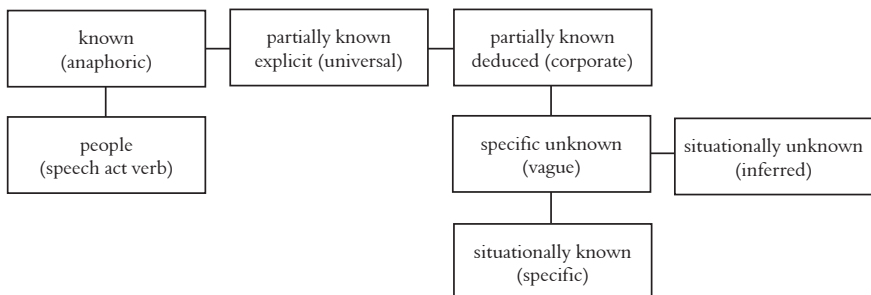 known
(anaphoric)
partially known
explicit (universal)
partially known
deduced (corporate)
people
(speech act verb)
specific unknown
(vague)
situationally unknown
(inferred)
situationally known
(specific)